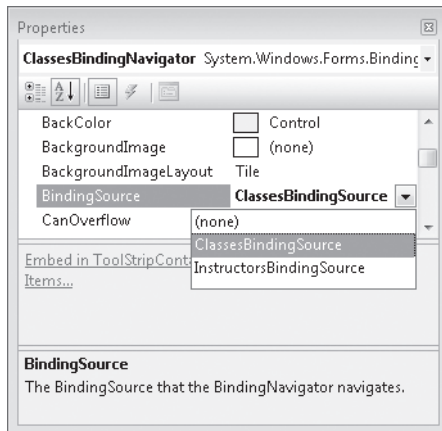 Properties
ClassesBindingNavigator System.Windows.Forms.Binding
BackColor Control
BackgroundImage (none)
BackgroundImageLayout Tile
BindingSource ClassesBindingSource
CanOverflow (none)
ClassesBindingSource
InstructorsBindingSource
Embed in ToolStripCont
Items...
BindingSource
The BindingSource that the BindingNavigator navigates.